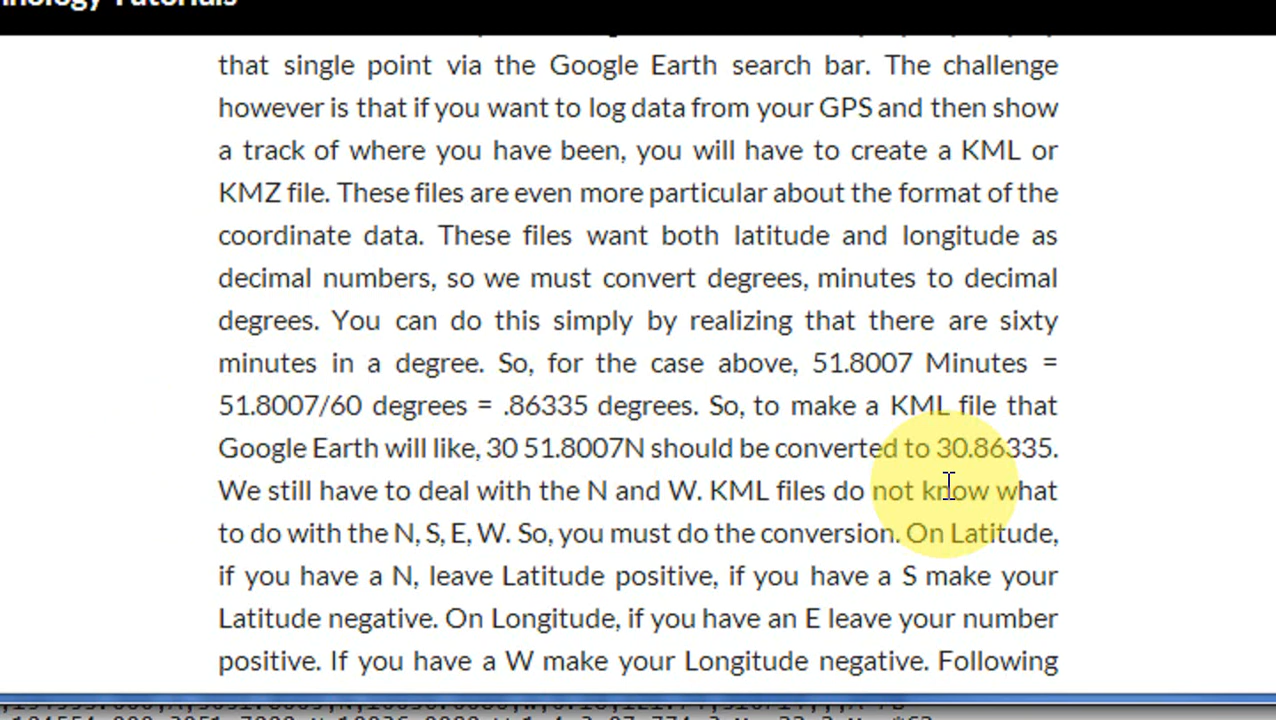 Tutorials
that single point via the Google Earth search bar. The challenge
however is that if you want to log data from your GPS and then show
a track of where you have been, you will have to create a KML or
KMZ file. These files are even more particular about the format of the
coordinate data. These files want both latitude and longitude as
decimal numbers, so we must convert degrees, minutes to decimal
degrees. You can do this simply by realizing that there are sixty
minutes in a degree. So, for the case above, 51.8007 Minutes =
51.8007/60 degrees = .86335 degrees. So, to make a KML file that
Google Earth will like, 30 51.8007N should be converted to 30.86335.
We still have to deal with the N and W. KML files do not know what
to do with the N, S, E, W. So, you must do the conversion. On Latitude,
if you have a N, leave Latitude positive, if you have a S make your
Latitude negative. On Longitude, if you have an E leave your number
positive. If you have a W make your Longitude negative. Following